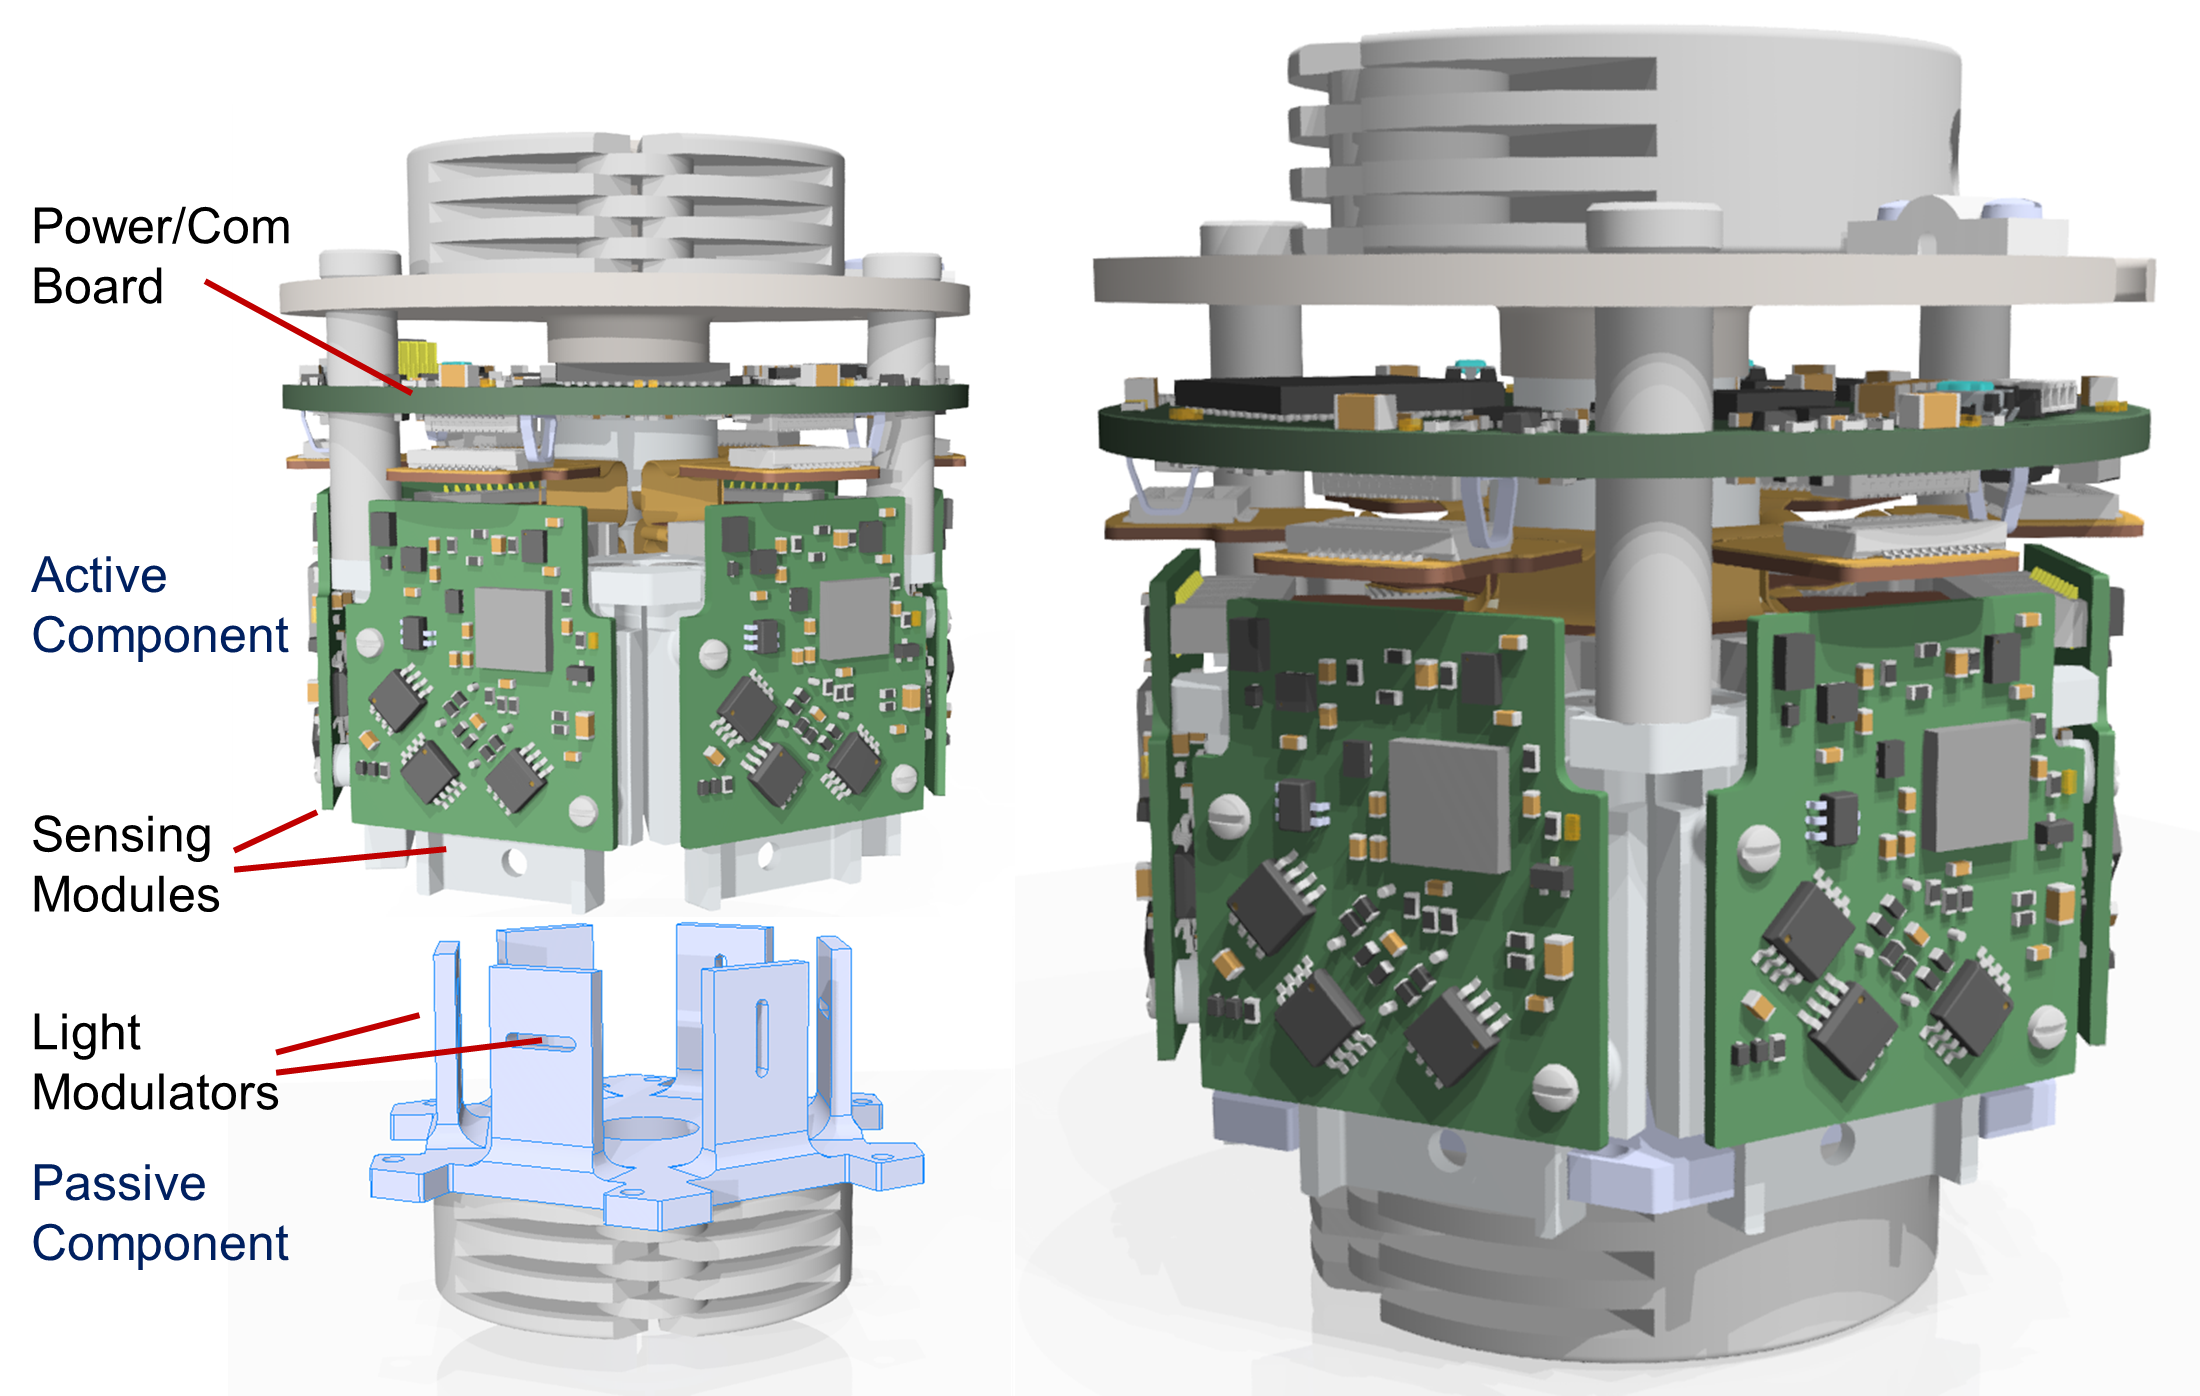 Power/Com
Board
Active
Component
Sensing
Modules
Light
Modulators
Passive
Component